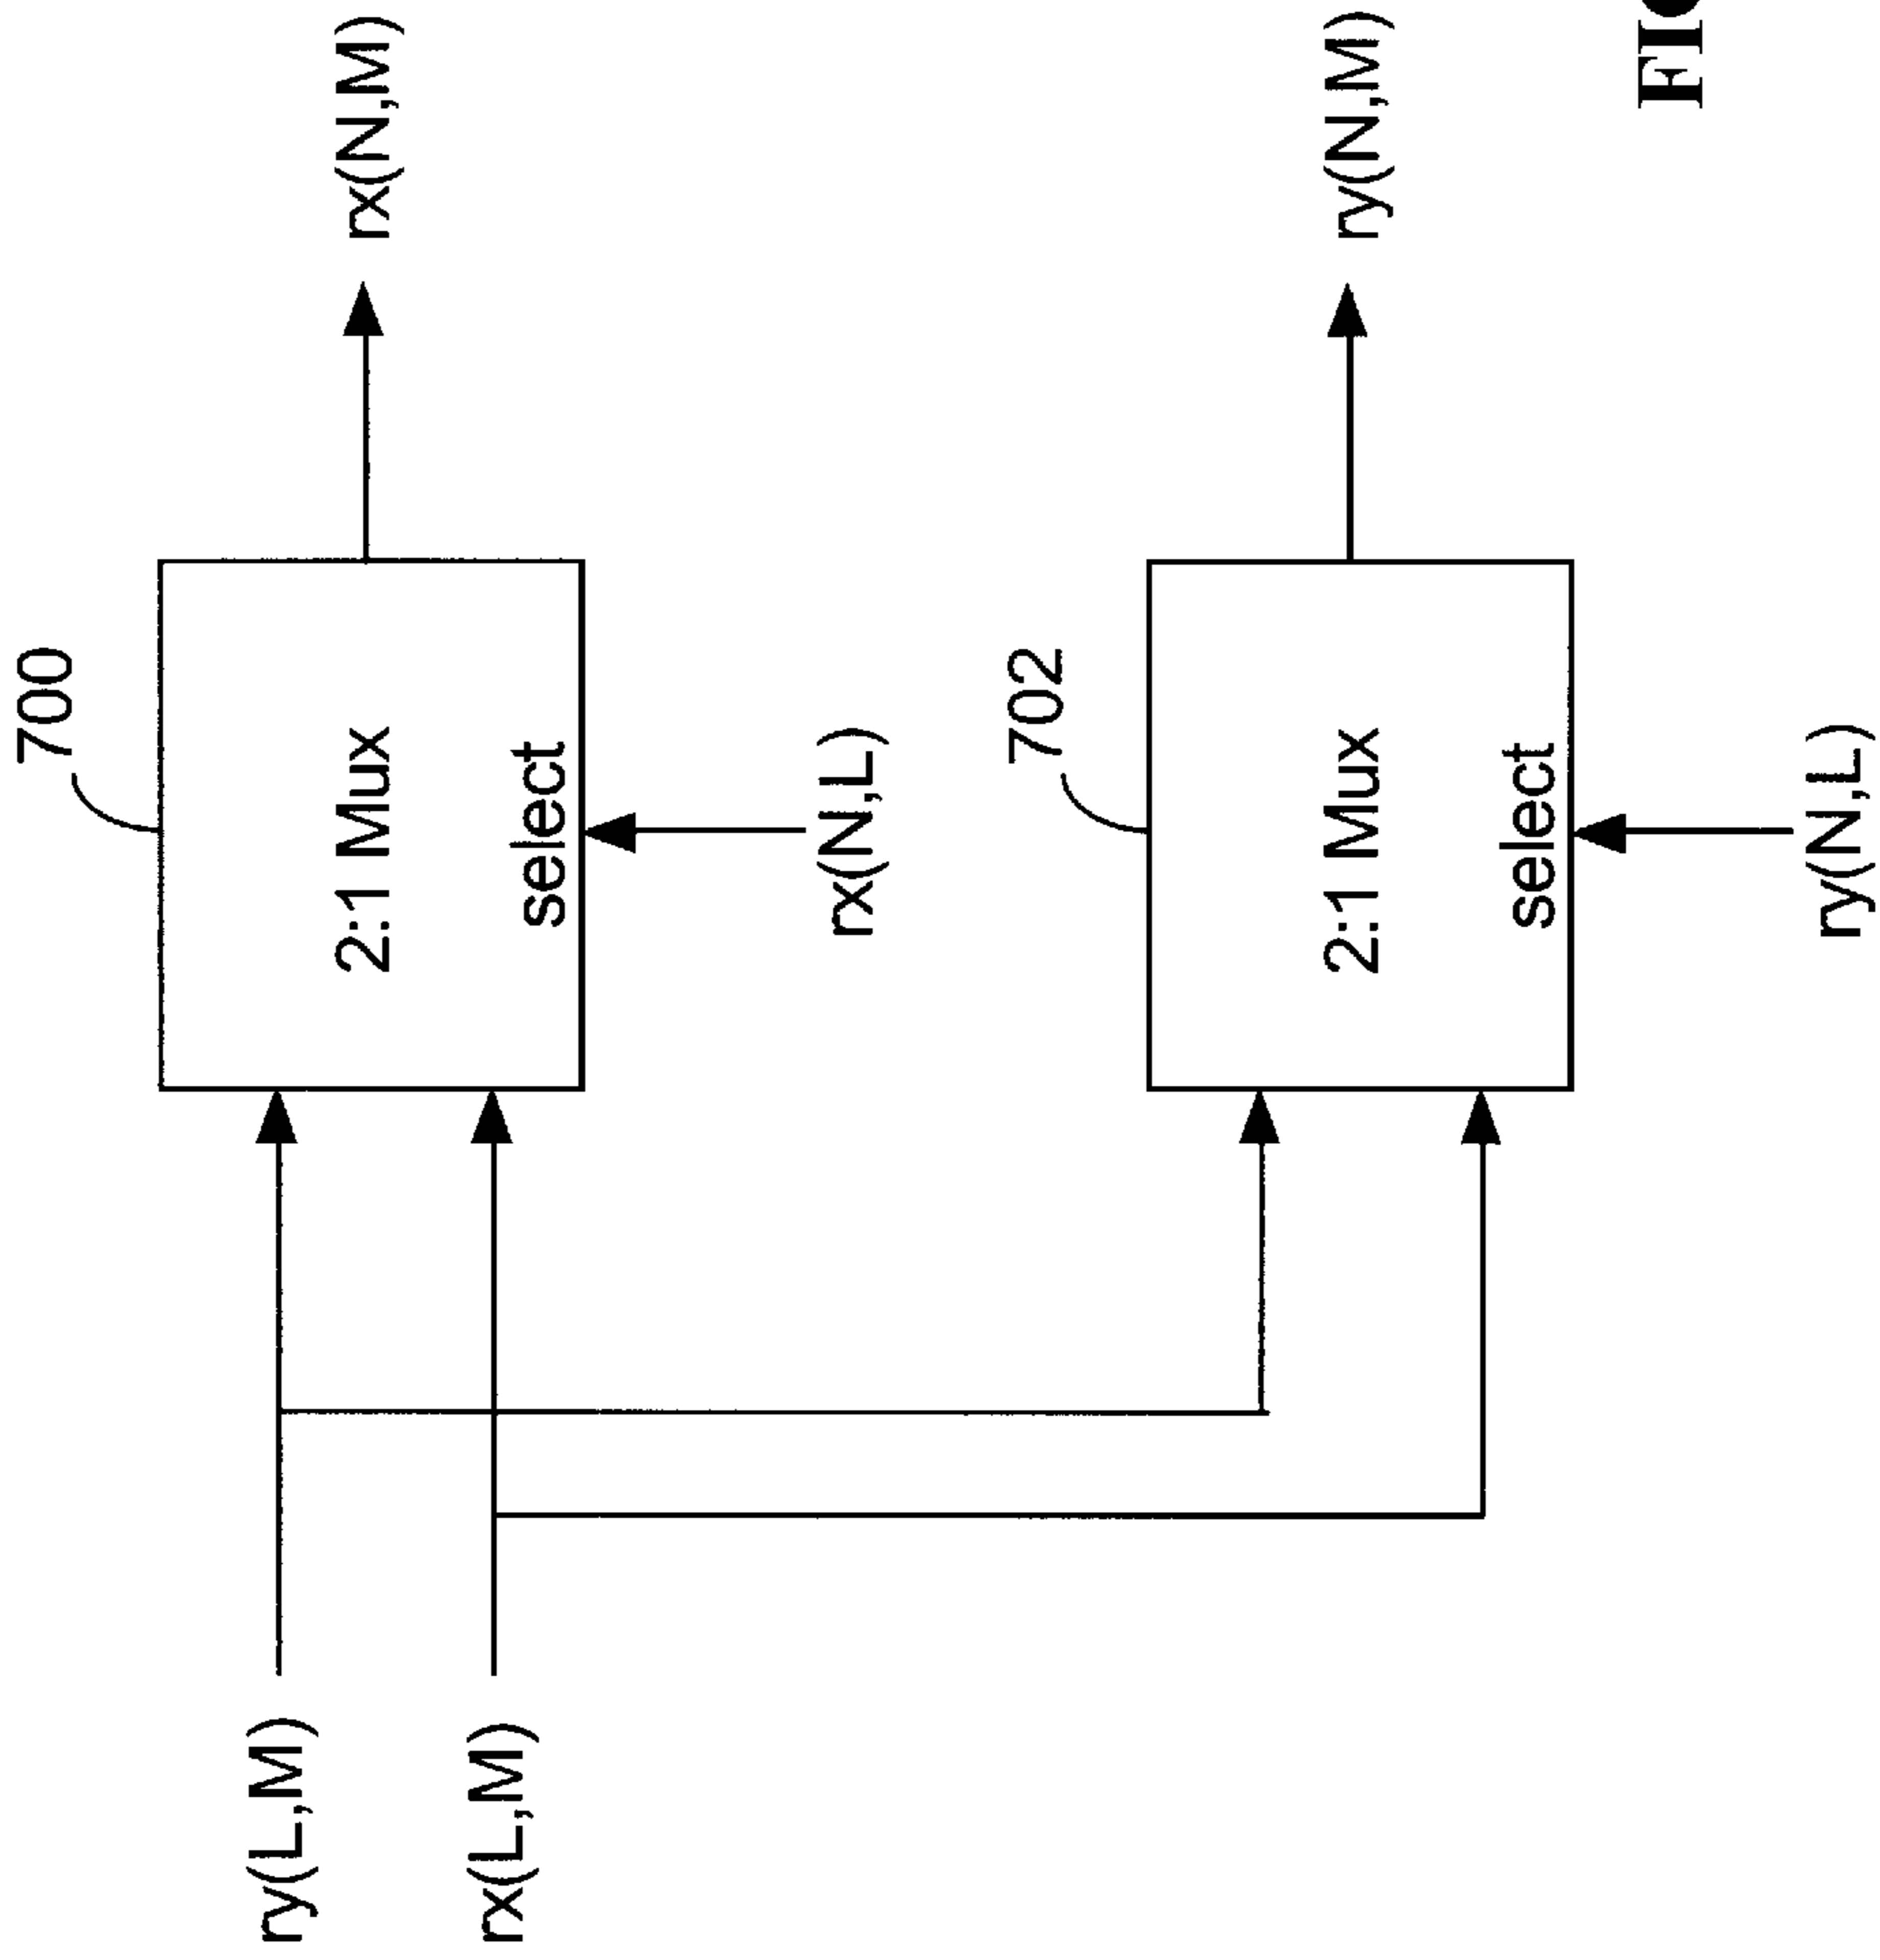 700
ry(L,M)
2:1 Mux
rx(N,M)
rx(L,M)
select
rx(N,L)
702
2:1 Mux
ry(N,M)
select
ry(N,L)